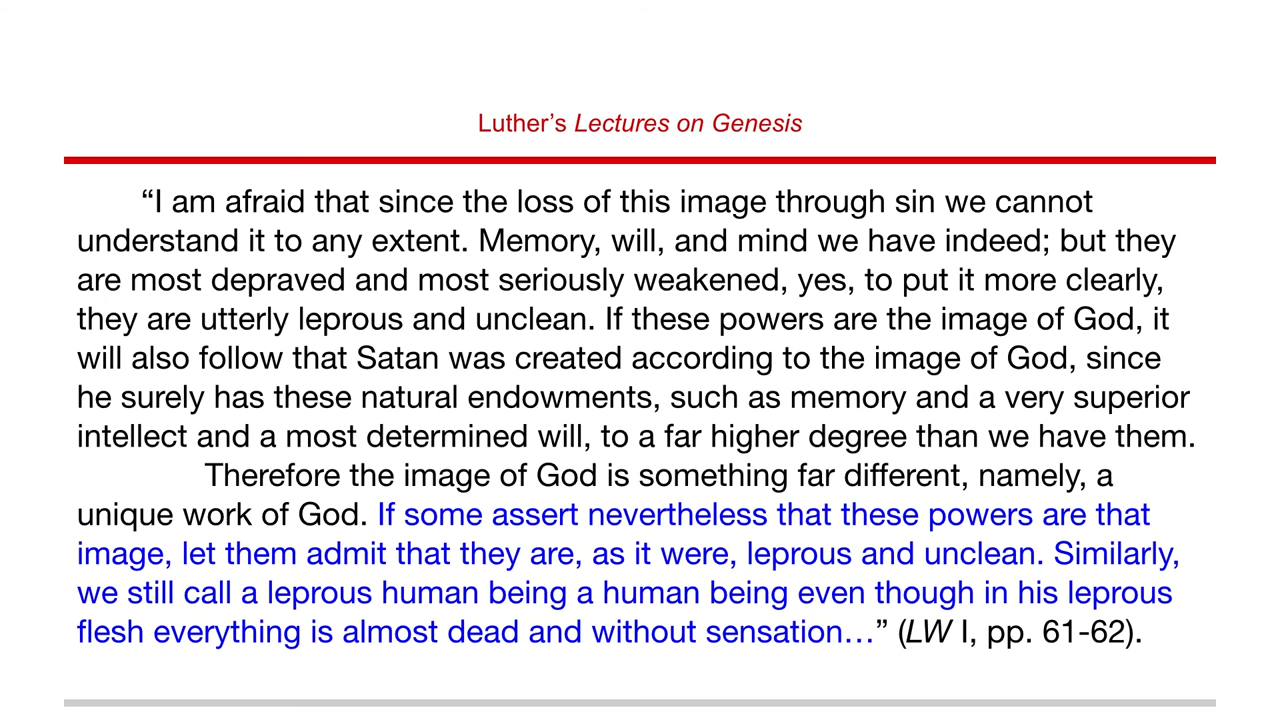 Luther’s Lectures on Genesis
“I am afraid that since the loss of this image through sin we cannot
understand it to any extent. Memory, will, and mind we have indeed; but they
are most depraved and most seriously weakened, yes, to put it more clearly,
they are utterly leprous and unclean. If these powers are the image of God, it
will also follow that Satan was created according to the image of God, since
he surely has these natural endowments, such as memory and a very superior
intellect and a most determined will, to a far higher degree than we have them.
Therefore the image of God is something far different, namely, a
unique work of God. If some assert nevertheless that these powers are that
image, let them admit that they are, as it were, leprous and unclean. Similarly,
we still call a leprous human being a human being even though in his leprous
flesh everything is almost dead and without sensation…” (LW I, pp. 61-62).